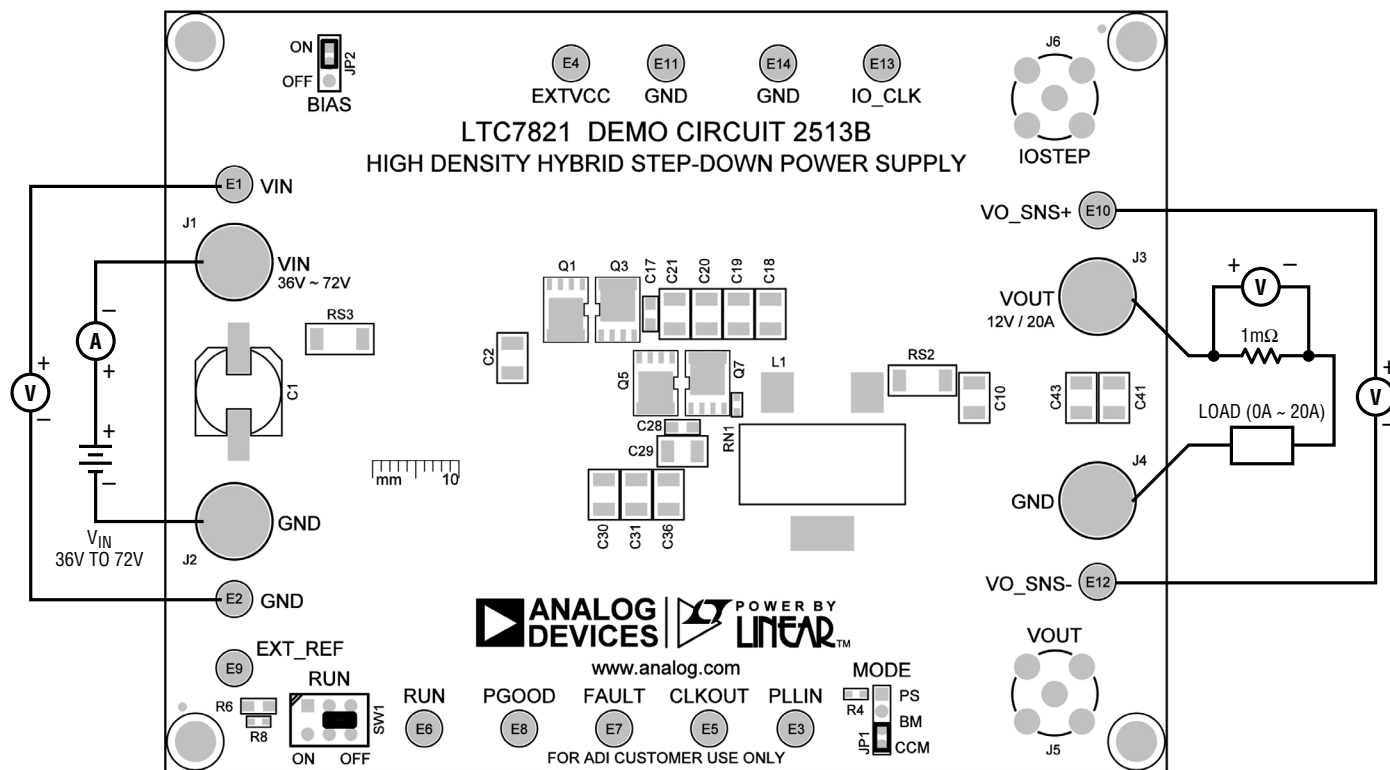 ON
OFF
JP2
BIAS
E4
EXTVCC
E11
GND
E14
GND
E13
IO_CLK
J6
IOSTEP
LTC7821 DEMO CIRCUIT 2513B
HIGH DENSITY HYBRID STEP-DOWN POWER SUPPLY
E1 VIN
J1
VIN
36V ~ 72V
RS3
C1
+
V
–
–
A
+
+
–
VIN
36V TO 72V
J2
GND
E2 GND
mm 10
Q1
Q3
C17
C21
C20
C19
C18
C2
Q5
Q7
L1
RS2
C10
C28
C29
RN1
C30
C31
C36
C43
C41
VO_SNS+ E10
J3
VOUT
12V / 20A
+ V –
1mΩ
LOAD (0A ~ 20A)
+
V
–
J4
GND
VO_SNS- E12
VOUT
J5
ANALOG DEVICES
POWER BY LINEAR™
www.analog.com
EXT_REF
E9
RUN
R6
R8
SW1
ON OFF
RUN
E6
PGOOD
E8
FAULT
E7
CLKOUT
E5
PLLIN
E3
MODE
R4
PS
BM
CCM
JP1
FOR ADI CUSTOMER USE ONLY